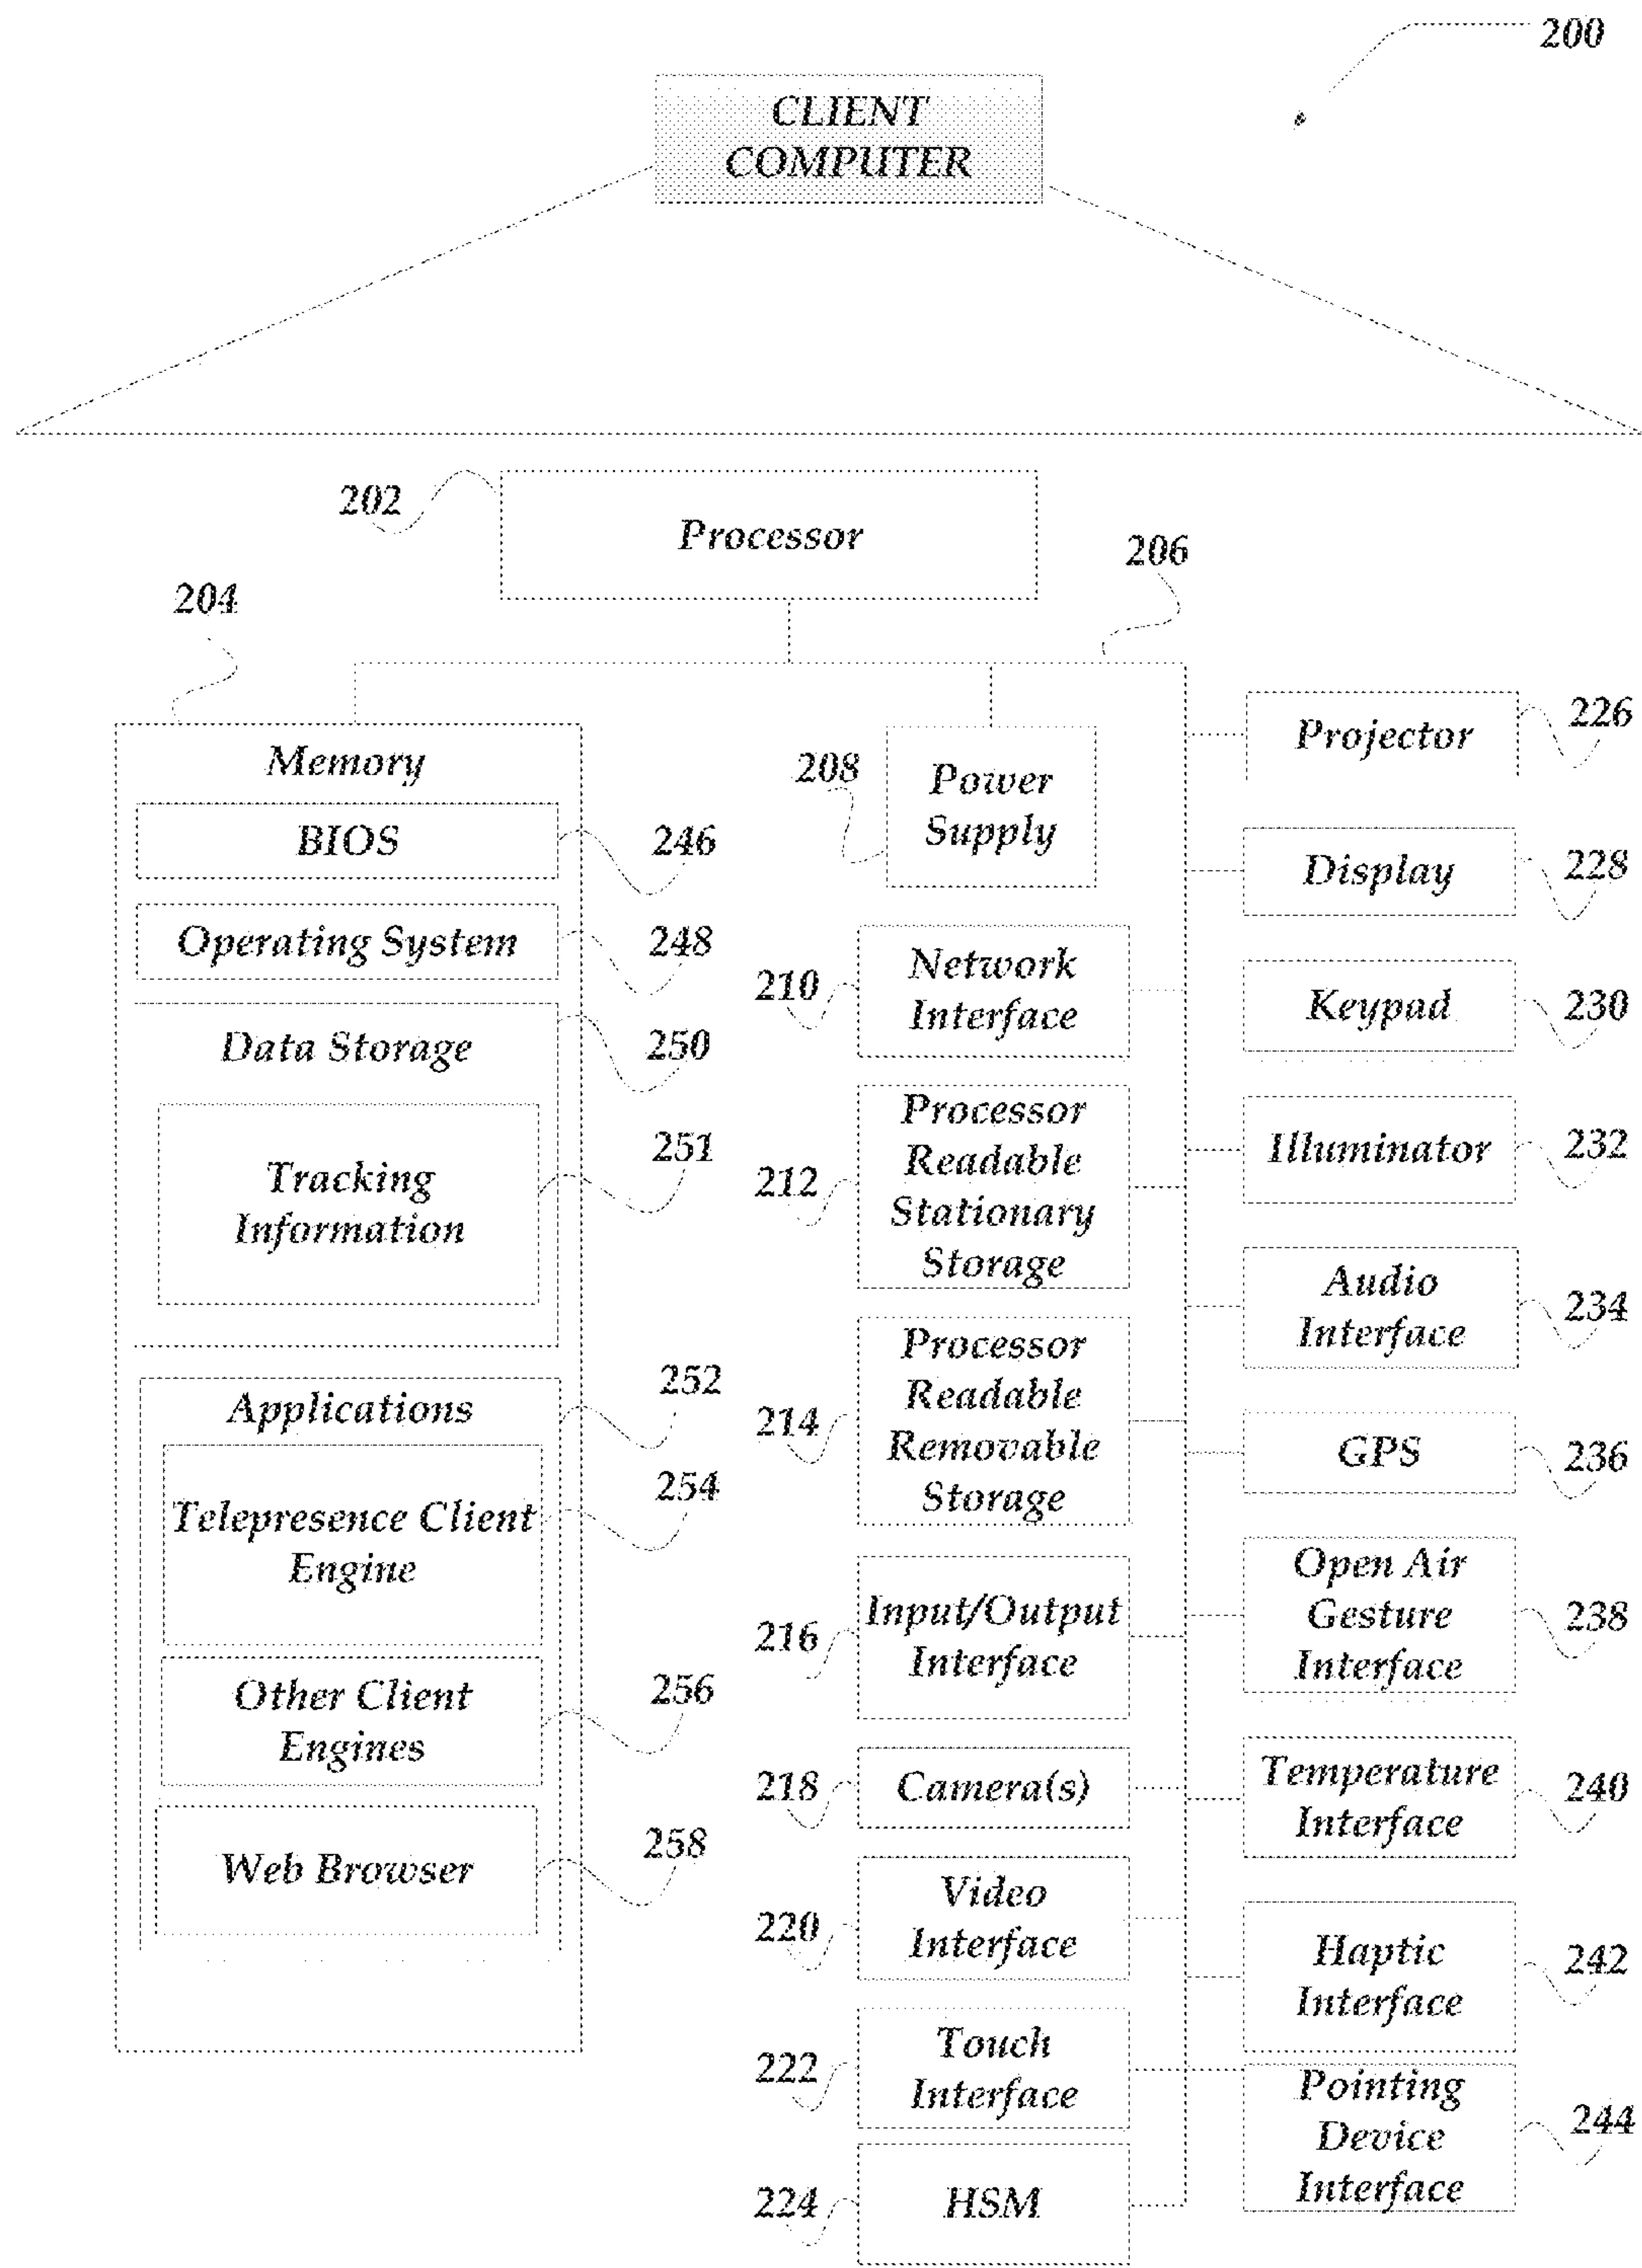 200
CLIENT
COMPUTER
202
Processor
206
204
Memory
BIOS
246
Operating System
248
Data Storage
250
Tracking
Information
251
Applications
252
Telepresence Client
Engine
254
Other Client
Engines
256
Web Browser
258
208
Power
Supply
210
Network
Interface
212
Processor
Readable
Stationary
Storage
214
Processor
Readable
Removable
Storage
216
Input/Output
Interface
218
Camera(s)
220
Video
Interface
222
Touch
Interface
224
HSM
Projector
226
Display
228
Keypad
230
Illuminator
232
Audio
Interface
234
GPS
236
Open Air
Gesture
Interface
238
Temperature
Interface
240
Haptic
Interface
242
Pointing
Device
Interface
244